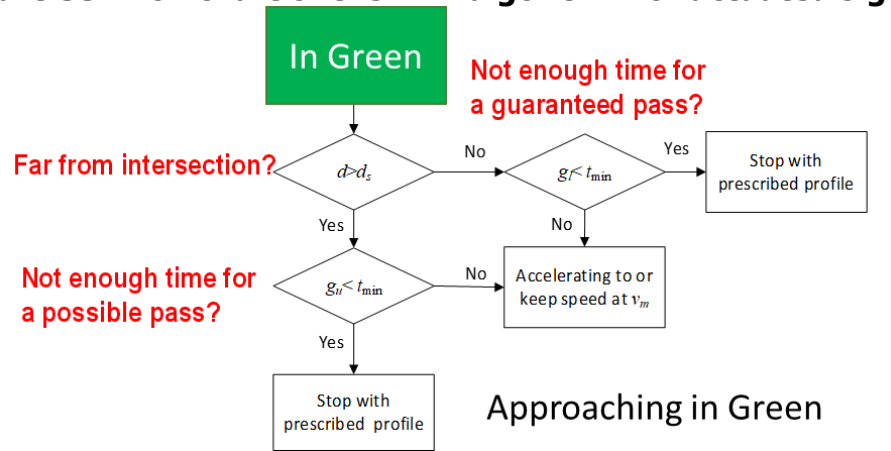 In Green
Not enough time for
a guaranteed pass?
Far from intersection?
d>ds
No
gl<tmin
Yes
Stop with
prescribed profile
Yes
No
Not enough time for
a possible pass?
gu<tmin
No
Accelerating to or
keep speed at vm
Yes
Stop with
prescribed profile
Approaching in Green